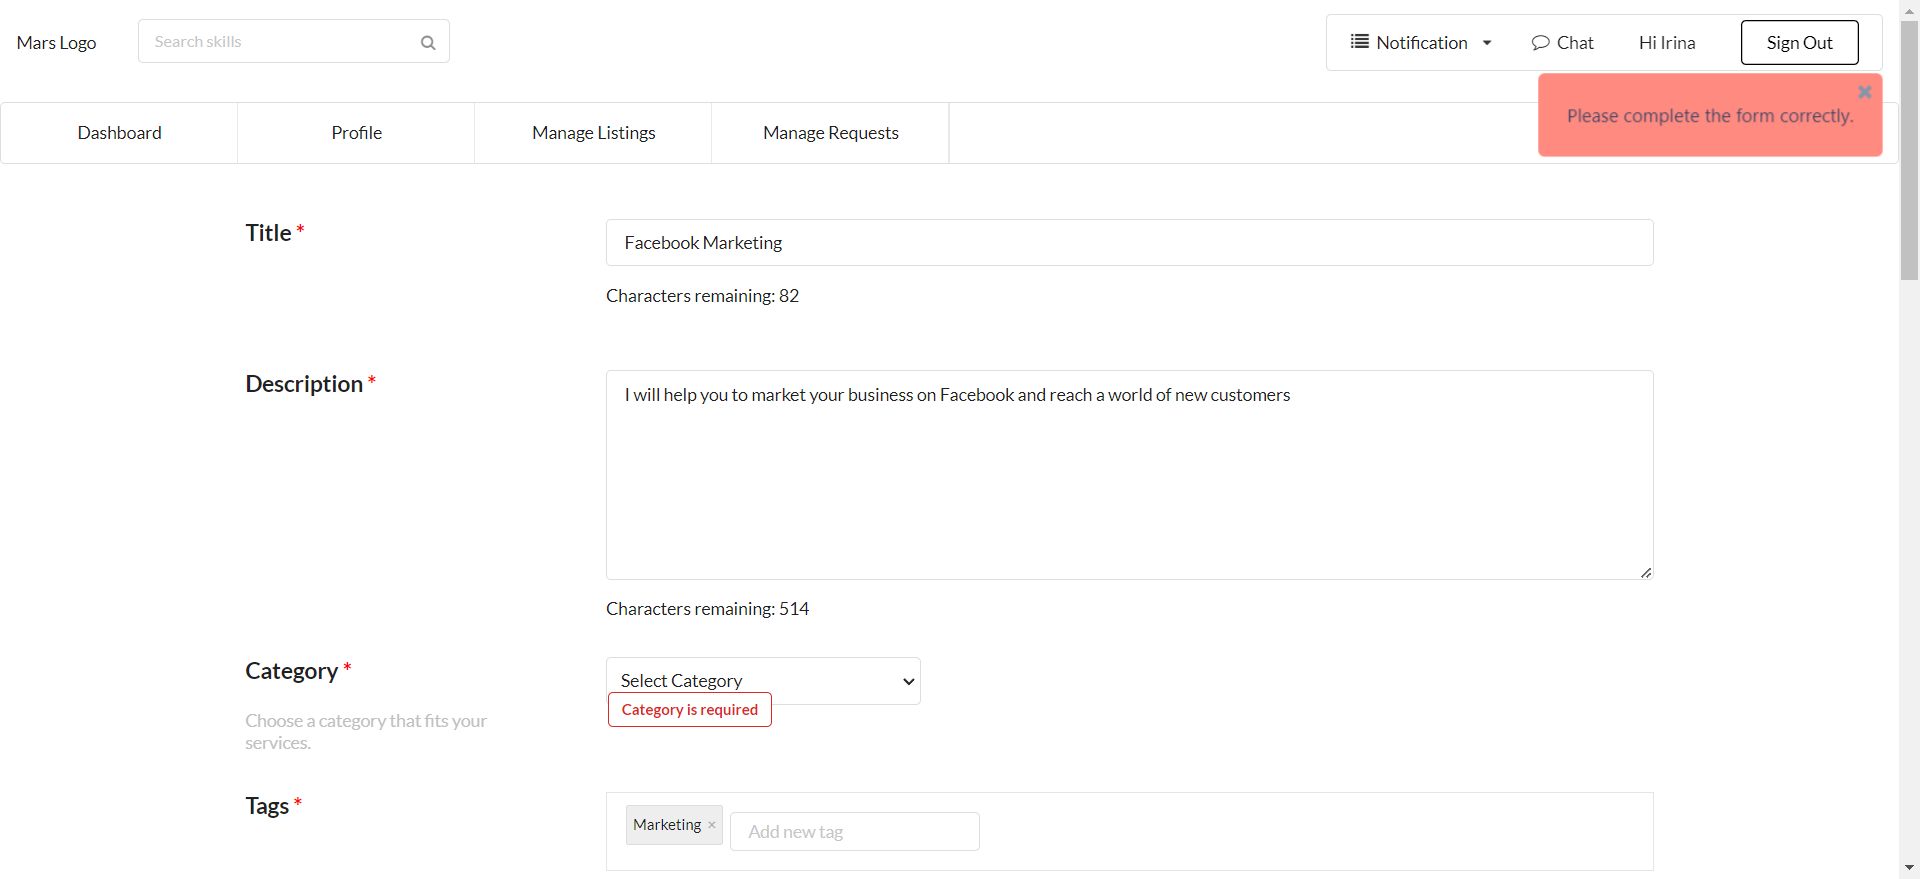 Mars Logo
Search skills
Notification
Chat
Hi Irina
Sign Out
Please complete the form correctly.
Dashboard
Profile
Manage Listings
Manage Requests
Title *
Facebook Marketing
Characters remaining: 82
Description *
I will help you to market your business on Facebook and reach a world of new customers
Characters remaining: 514
Category *
Select Category
Category is required
Choose a category that fits your
services.
Tags *
Marketing ×
Add new tag